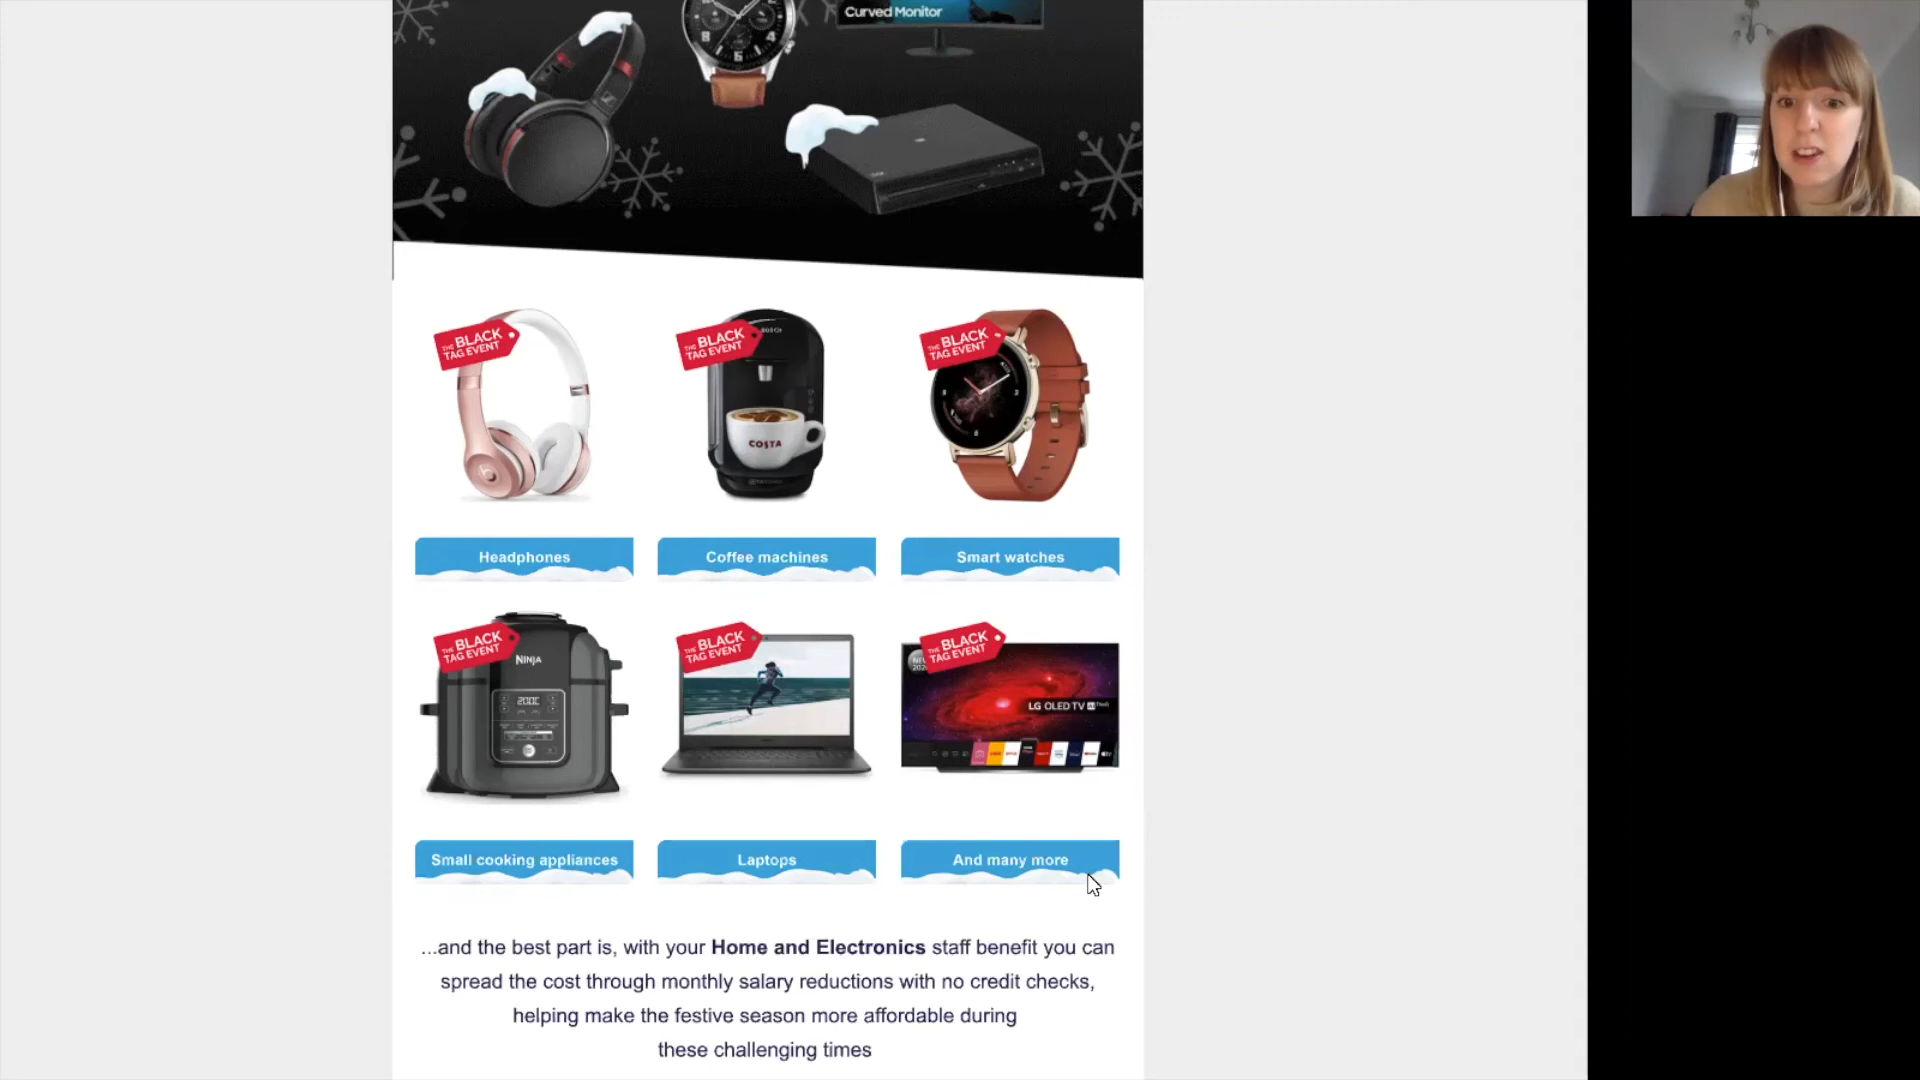 Curved Monitor
THE BLACK
TAG EVENT
THE BLACK
TAG EVENT
BOSCH
COSTA
THE BLACK
TAG EVENT
Headphones
Coffee machines
Smart watches
THE BLACK
TAG EVENT
NINJA
THE BLACK
TAG EVENT
THE BLACK
TAG EVENT
LG OLED TV
Small cooking appliances
Laptops
And many more
...and the best part is, with your Home and Electronics staff benefit you can
spread the cost through monthly salary reductions with no credit checks,
helping make the festive season more affordable during
these challenging times